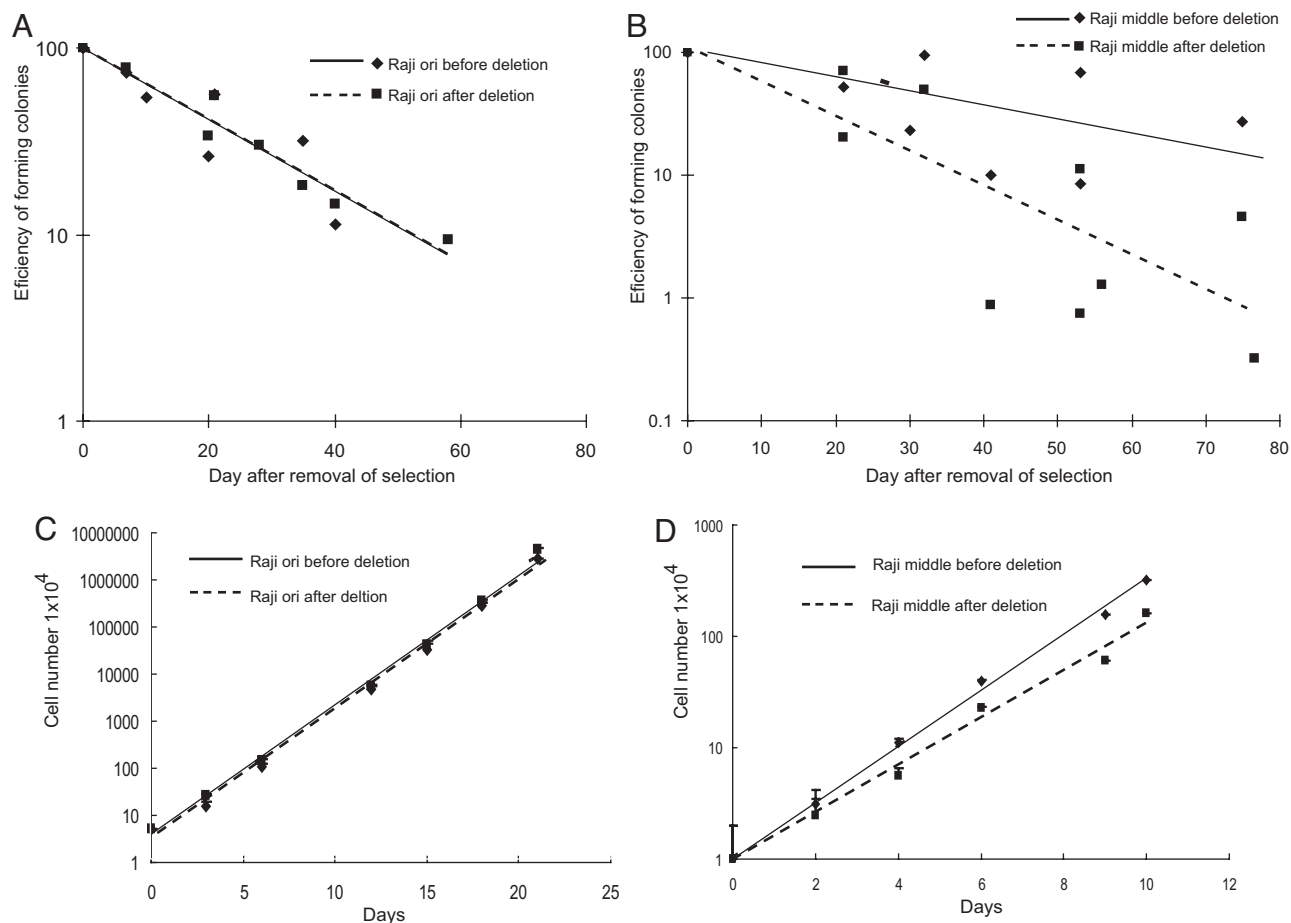 A
Raji ori before deletion
Raji ori after deletion
Eficiency of forming colonies
100
10
1
0 20 40 60 80
Day after removal of selection
B
Raji middle before deletion
Raji middle after deletion
Eficiency of forming colonies
100
10
1
0.1
0 10 20 30 40 50 60 70 80
Day after removal of selection
C
Raji ori before deletion
Raji ori after deltion
Cell number 1x10⁴
10000000
1000000
100000
10000
1000
100
10
1
0 5 10 15 20 25
Days
D
Raji middle before deletion
Raji middle after deletion
Cell number 1x10⁴
1000
100
10
1
0 2 4 6 8 10 12
Days